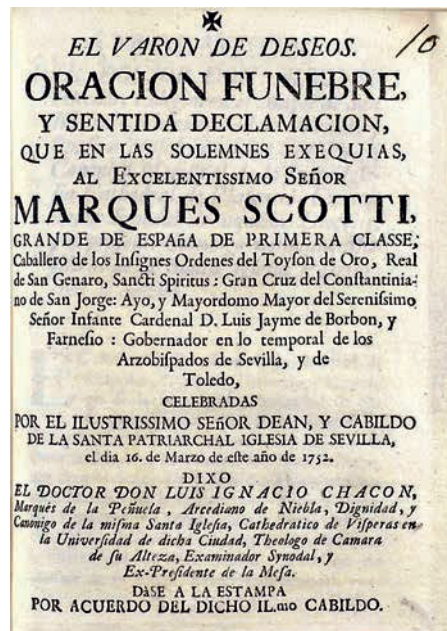 ✠
10
EL VARON DE DESEOS.
ORACION FUNEBRE,
Y SENTIDA DECLAMACION,
QUE EN LAS SOLEMNES EXEQUIAS,
AL EXCELENTISSIMO SEÑOR
MARQUES SCOTTI,
GRANDE DE ESPAñA DE PRIMERA CLASSE;
Caballero de los Insignes Ordenes del Toyson de Oro, Real
de San Genaro, Sancti Spiritus : Gran Cruz del Constantinia-
no de San Jorge: Ayo, y Mayordomo Mayor del Serenissimo
Señor Infante Cardenal D. Luis Jayme de Borbon, y
Farnesio : Gobernador en lo temporal de los
Arzobispados de Sevilla, y de
Toledo,
CELEBRADAS
POR EL ILUSTRISSIMO SEñOR DEAN, Y CABILDO
DE LA SANTA PATRIARCHAL IGLESIA DE SEVILLA,
el dia 16. de Marzo de este año de 1752.
DIXO
EL DOCTOR DON LUIS IGNACIO CHACON,
Marqués de la Peñuela, Arcediano de Niebla, Dignidad, y
Canonigo de la misma Santa Iglesia, Cathedratico de Visperas en
la Universidad de dicha Ciudad, Theologo de Camara
de su Alteza, Examinador Synodal, y
Ex-Presidente de la Mesa.
DàSE A LA ESTAMPA
POR ACUERDO DEL DICHO IL.mo CABILDO.